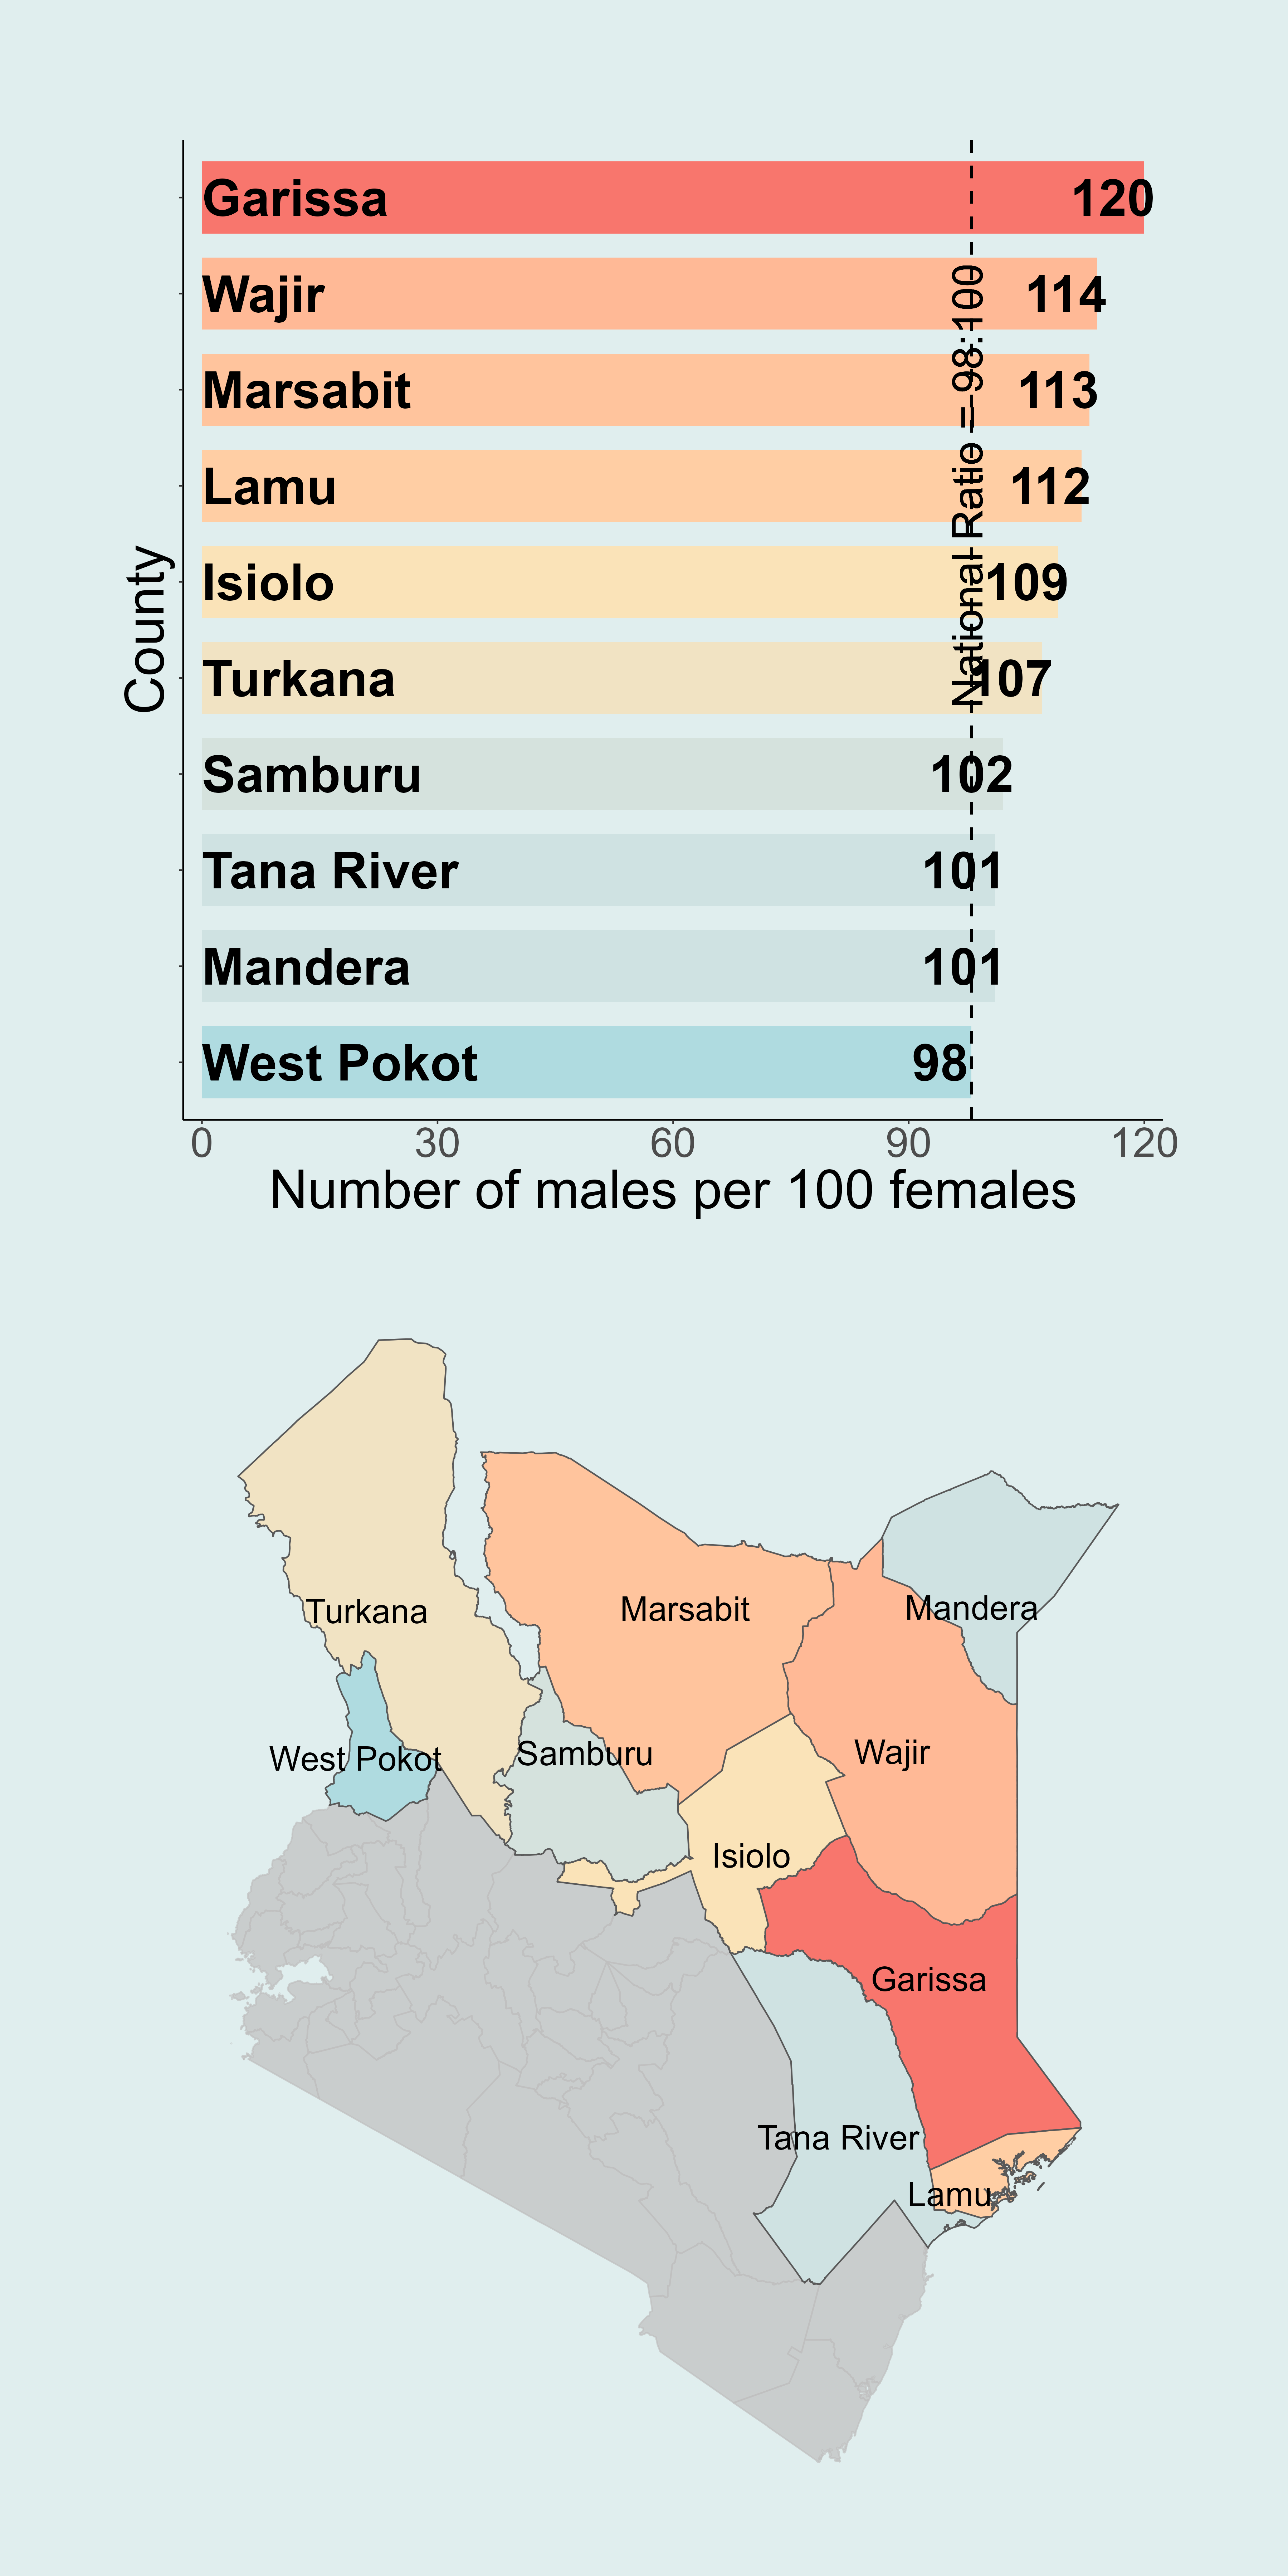 Garissa 120
Wajir 114
Marsabit 113
Lamu 112
Isiolo 109
Turkana 107
Samburu 102
Tana River 101
Mandera 101
West Pokot 98
National Ratio = 98:100
County
0 30 60 90 120
Number of males per 100 females
Turkana
Marsabit
Mandera
West Pokot
Samburu
Wajir
Isiolo
Garissa
Tana River
Lamu